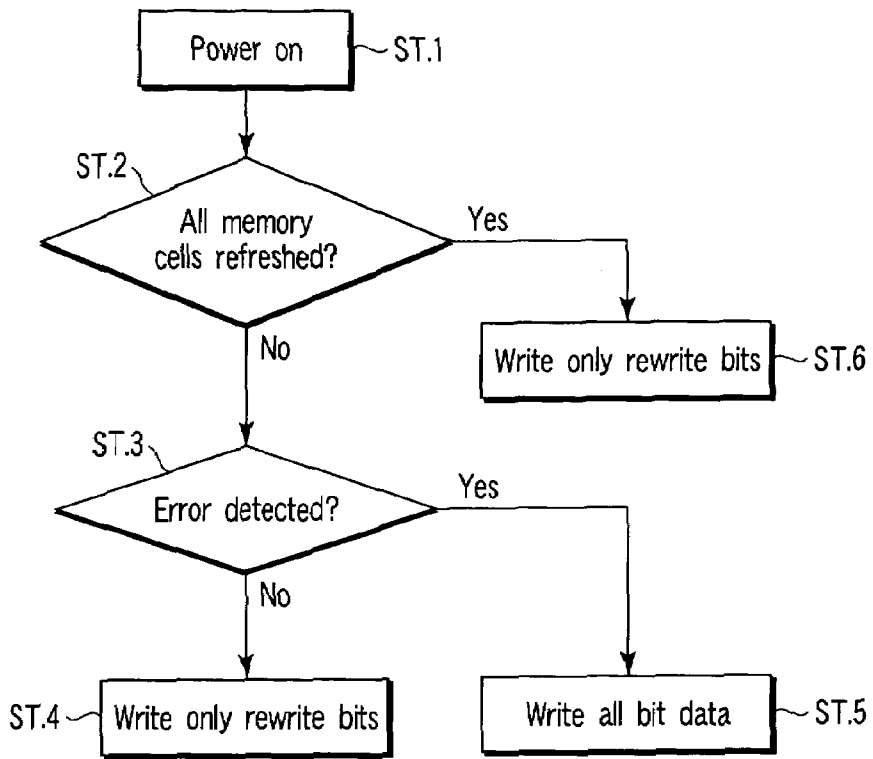 Power on
ST.1
ST.2
All memory
cells refreshed?
Yes
No
Write only rewrite bits
ST.6
ST.3
Error detected?
Yes
No
ST.4
Write only rewrite bits
Write all bit data
ST.5